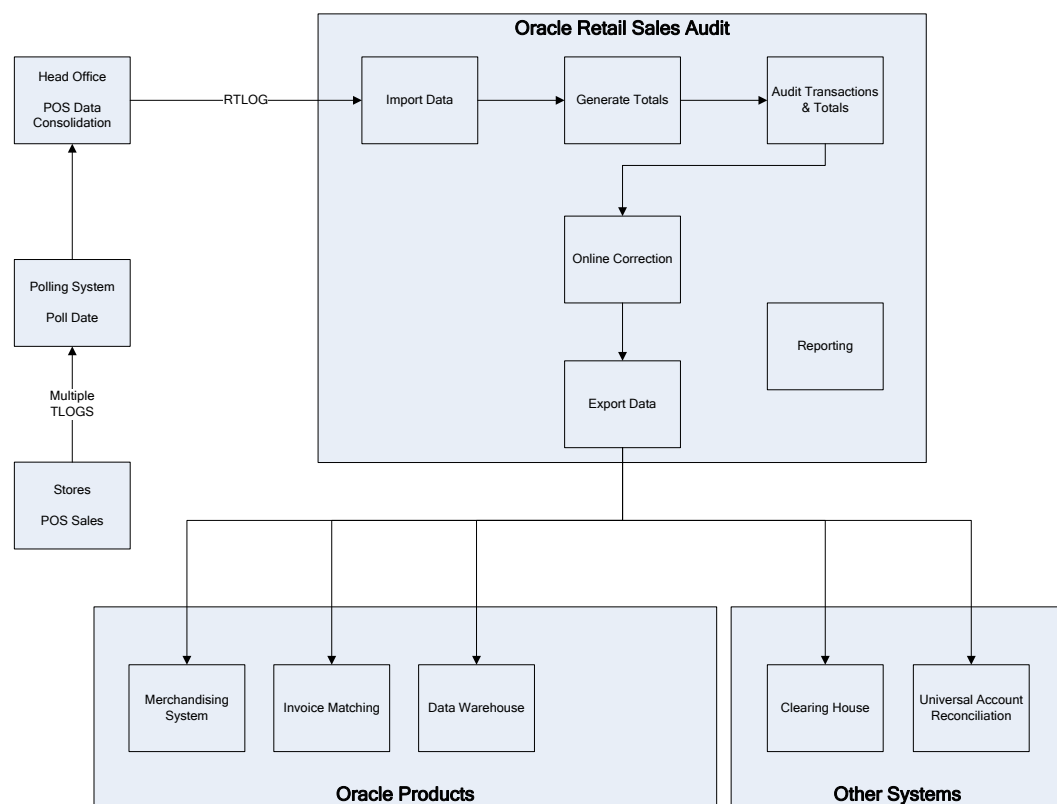 Oracle Retail Sales Audit
Head Office
POS Data
Consolidation
RTLOG
Import Data
Generate Totals
Audit Transactions
& Totals
Online Correction
Polling System
Poll Date
Reporting
Multiple
TLOGS
Export Data
Stores
POS Sales
Merchandising
System
Invoice Matching
Data Warehouse
Clearing House
Universal Account
Reconciliation
Oracle Products
Other Systems